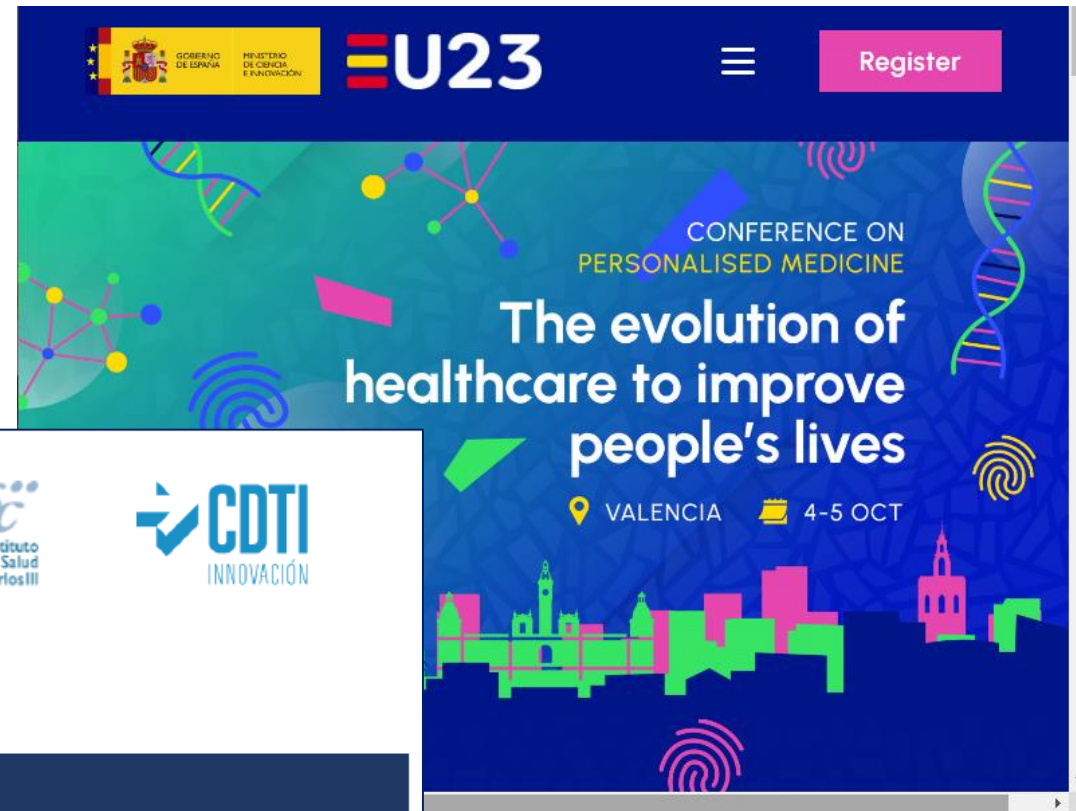 GOBIERNO
DE ESPAÑA
MINISTERIO
DE CIENCIA
E INNOVACIÓN
EU23
Register
CONFERENCE ON
PERSONALISED MEDICINE
The evolution of
healthcare to improve
people's lives
VALENCIA 4-5 OCT
Salud
CDTI
INNOVACIÓN